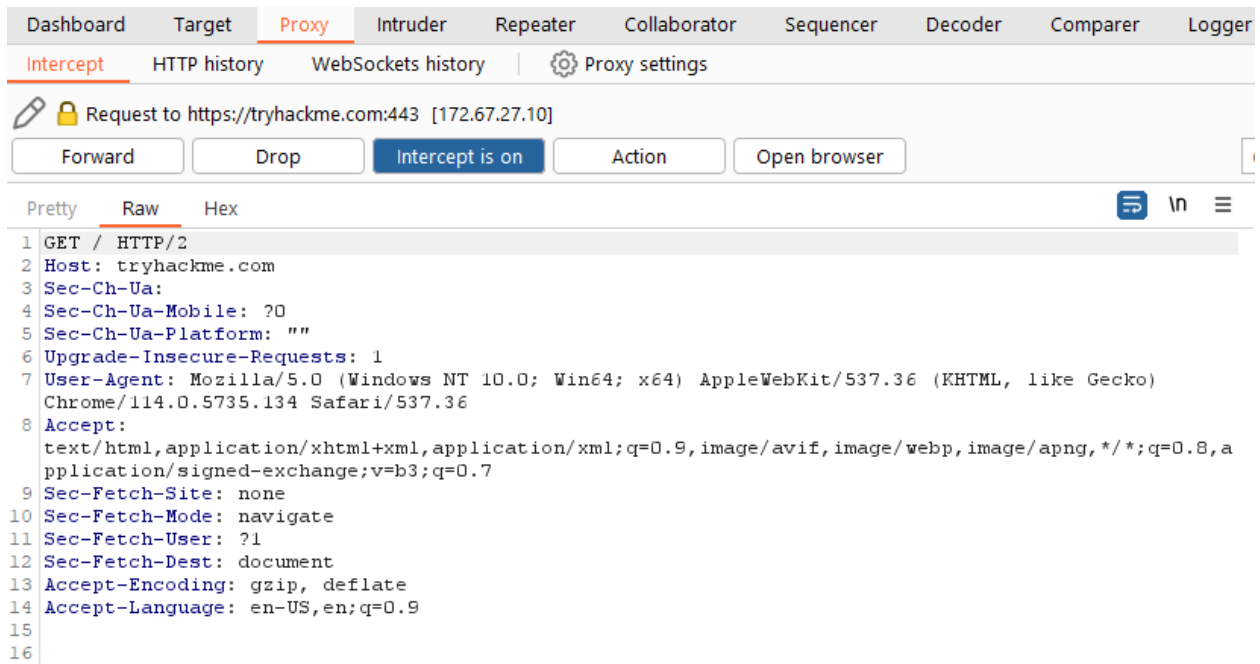 Dashboard Target Proxy Intruder Repeater Collaborator Sequencer Decoder Comparer Logger
Intercept HTTP history WebSockets history Proxy settings
Request to https://tryhackme.com:443 [172.67.27.10]
Forward Drop Intercept is on Action Open browser
Pretty Raw Hex \n
1 GET / HTTP/2
2 Host: tryhackme.com
3 Sec-Ch-Ua:
4 Sec-Ch-Ua-Mobile: ?0
5 Sec-Ch-Ua-Platform: ""
6 Upgrade-Insecure-Requests: 1
7 User-Agent: Mozilla/5.0 (Windows NT 10.0; Win64; x64) AppleWebKit/537.36 (KHTML, like Gecko)
Chrome/114.0.5735.134 Safari/537.36
8 Accept:
text/html,application/xhtml+xml,application/xml;q=0.9,image/avif,image/webp,image/apng,*/*;q=0.8,a
pplication/signed-exchange;v=b3;q=0.7
9 Sec-Fetch-Site: none
10 Sec-Fetch-Mode: navigate
11 Sec-Fetch-User: ?1
12 Sec-Fetch-Dest: document
13 Accept-Encoding: gzip, deflate
14 Accept-Language: en-US,en;q=0.9
15
16